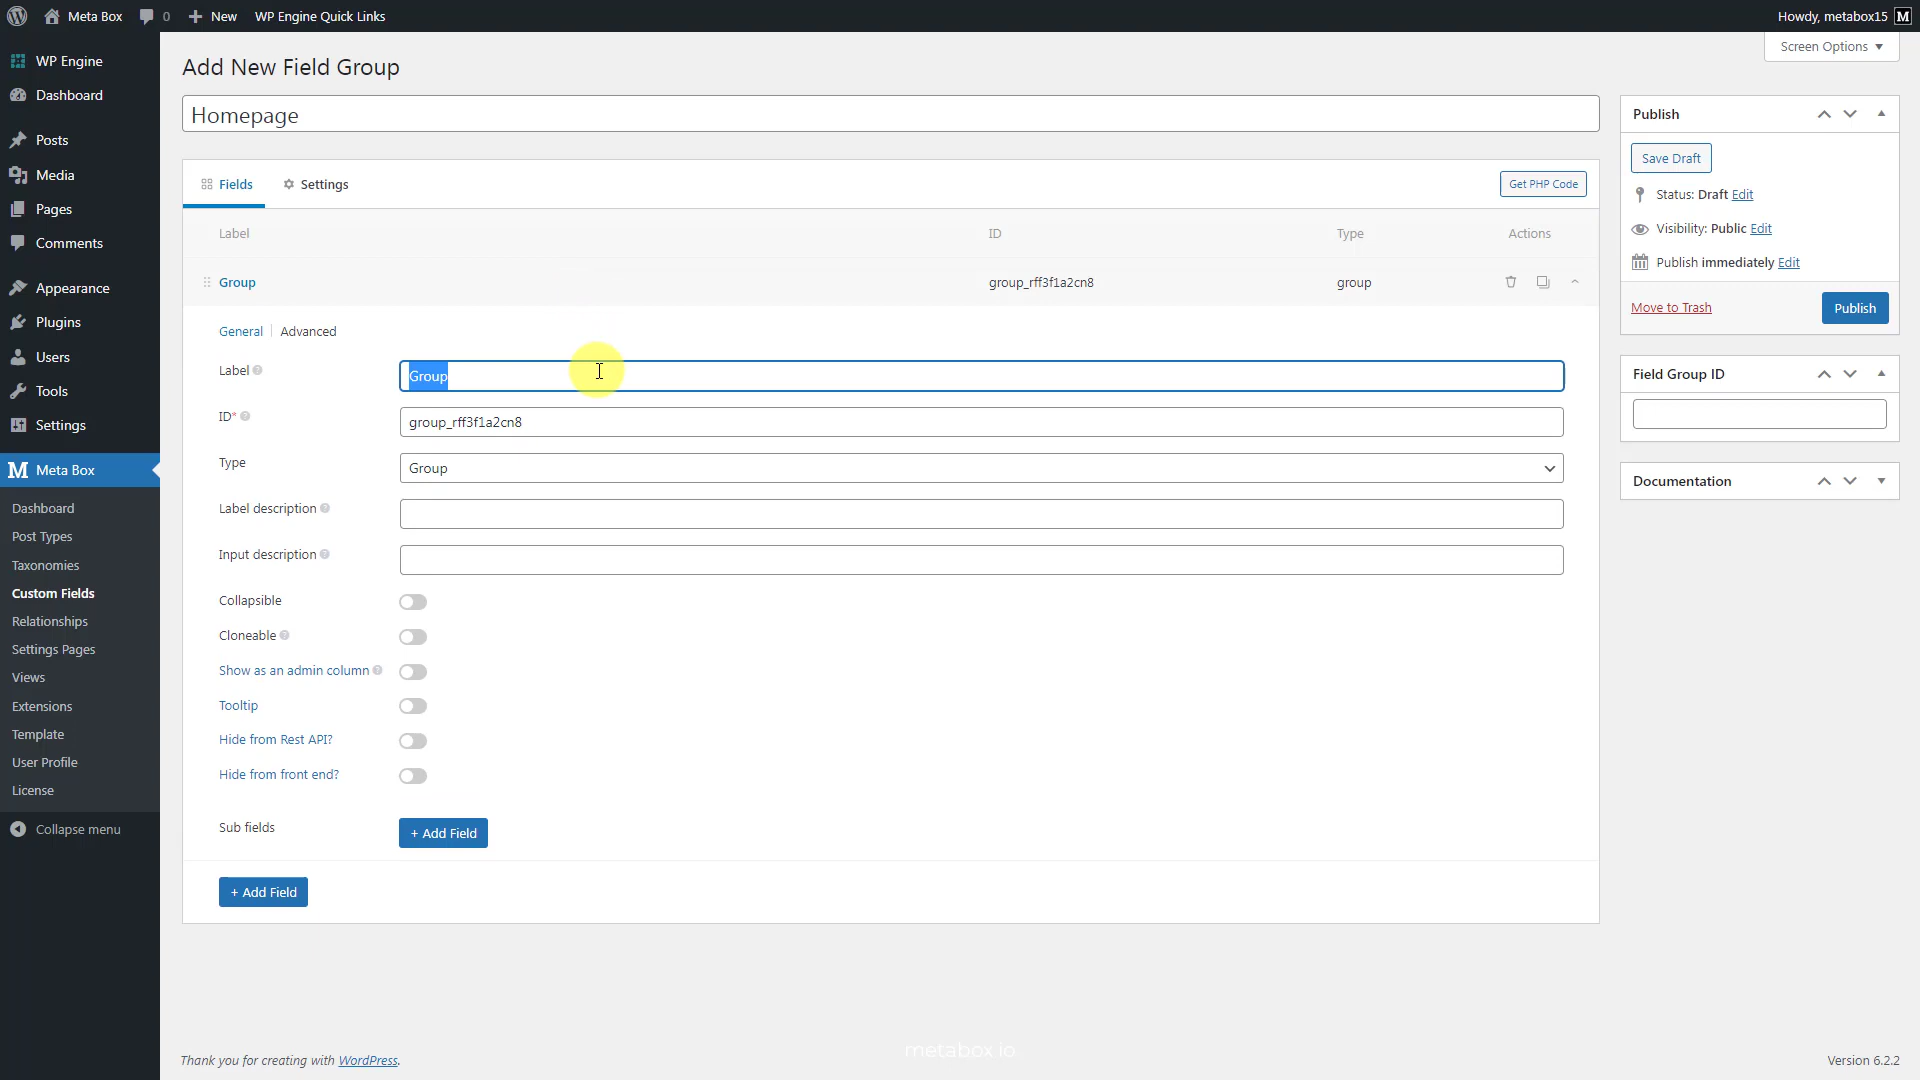 Meta Box 0 New WP Engine Quick Links Howdy, metabox15 M
Screen Options
WP Engine
Dashboard
Posts
Media
Pages
Comments
Appearance
Plugins
Users
Tools
Settings
M Meta Box
Dashboard
Post Types
Taxonomies
Custom Fields
Relationships
Settings Pages
Views
Extensions
Template
User Profile
License
Collapse menu
Add New Field Group
Homepage
Fields Settings Get PHP Code
Label ID Type Actions
Group group_rff3f1a2cn8 group
General Advanced
Label Group
ID* group_rff3f1a2cn8
Type Group
Label description
Input description
Collapsible
Cloneable
Show as an admin column
Tooltip
Hide from Rest API?
Hide from front end?
Sub fields + Add Field
+ Add Field
Publish
Save Draft
Status: Draft Edit
Visibility: Public Edit
Publish immediately Edit
Move to Trash Publish
Field Group ID
Documentation
Thank you for creating with WordPress. metabox.io Version 6.2.2